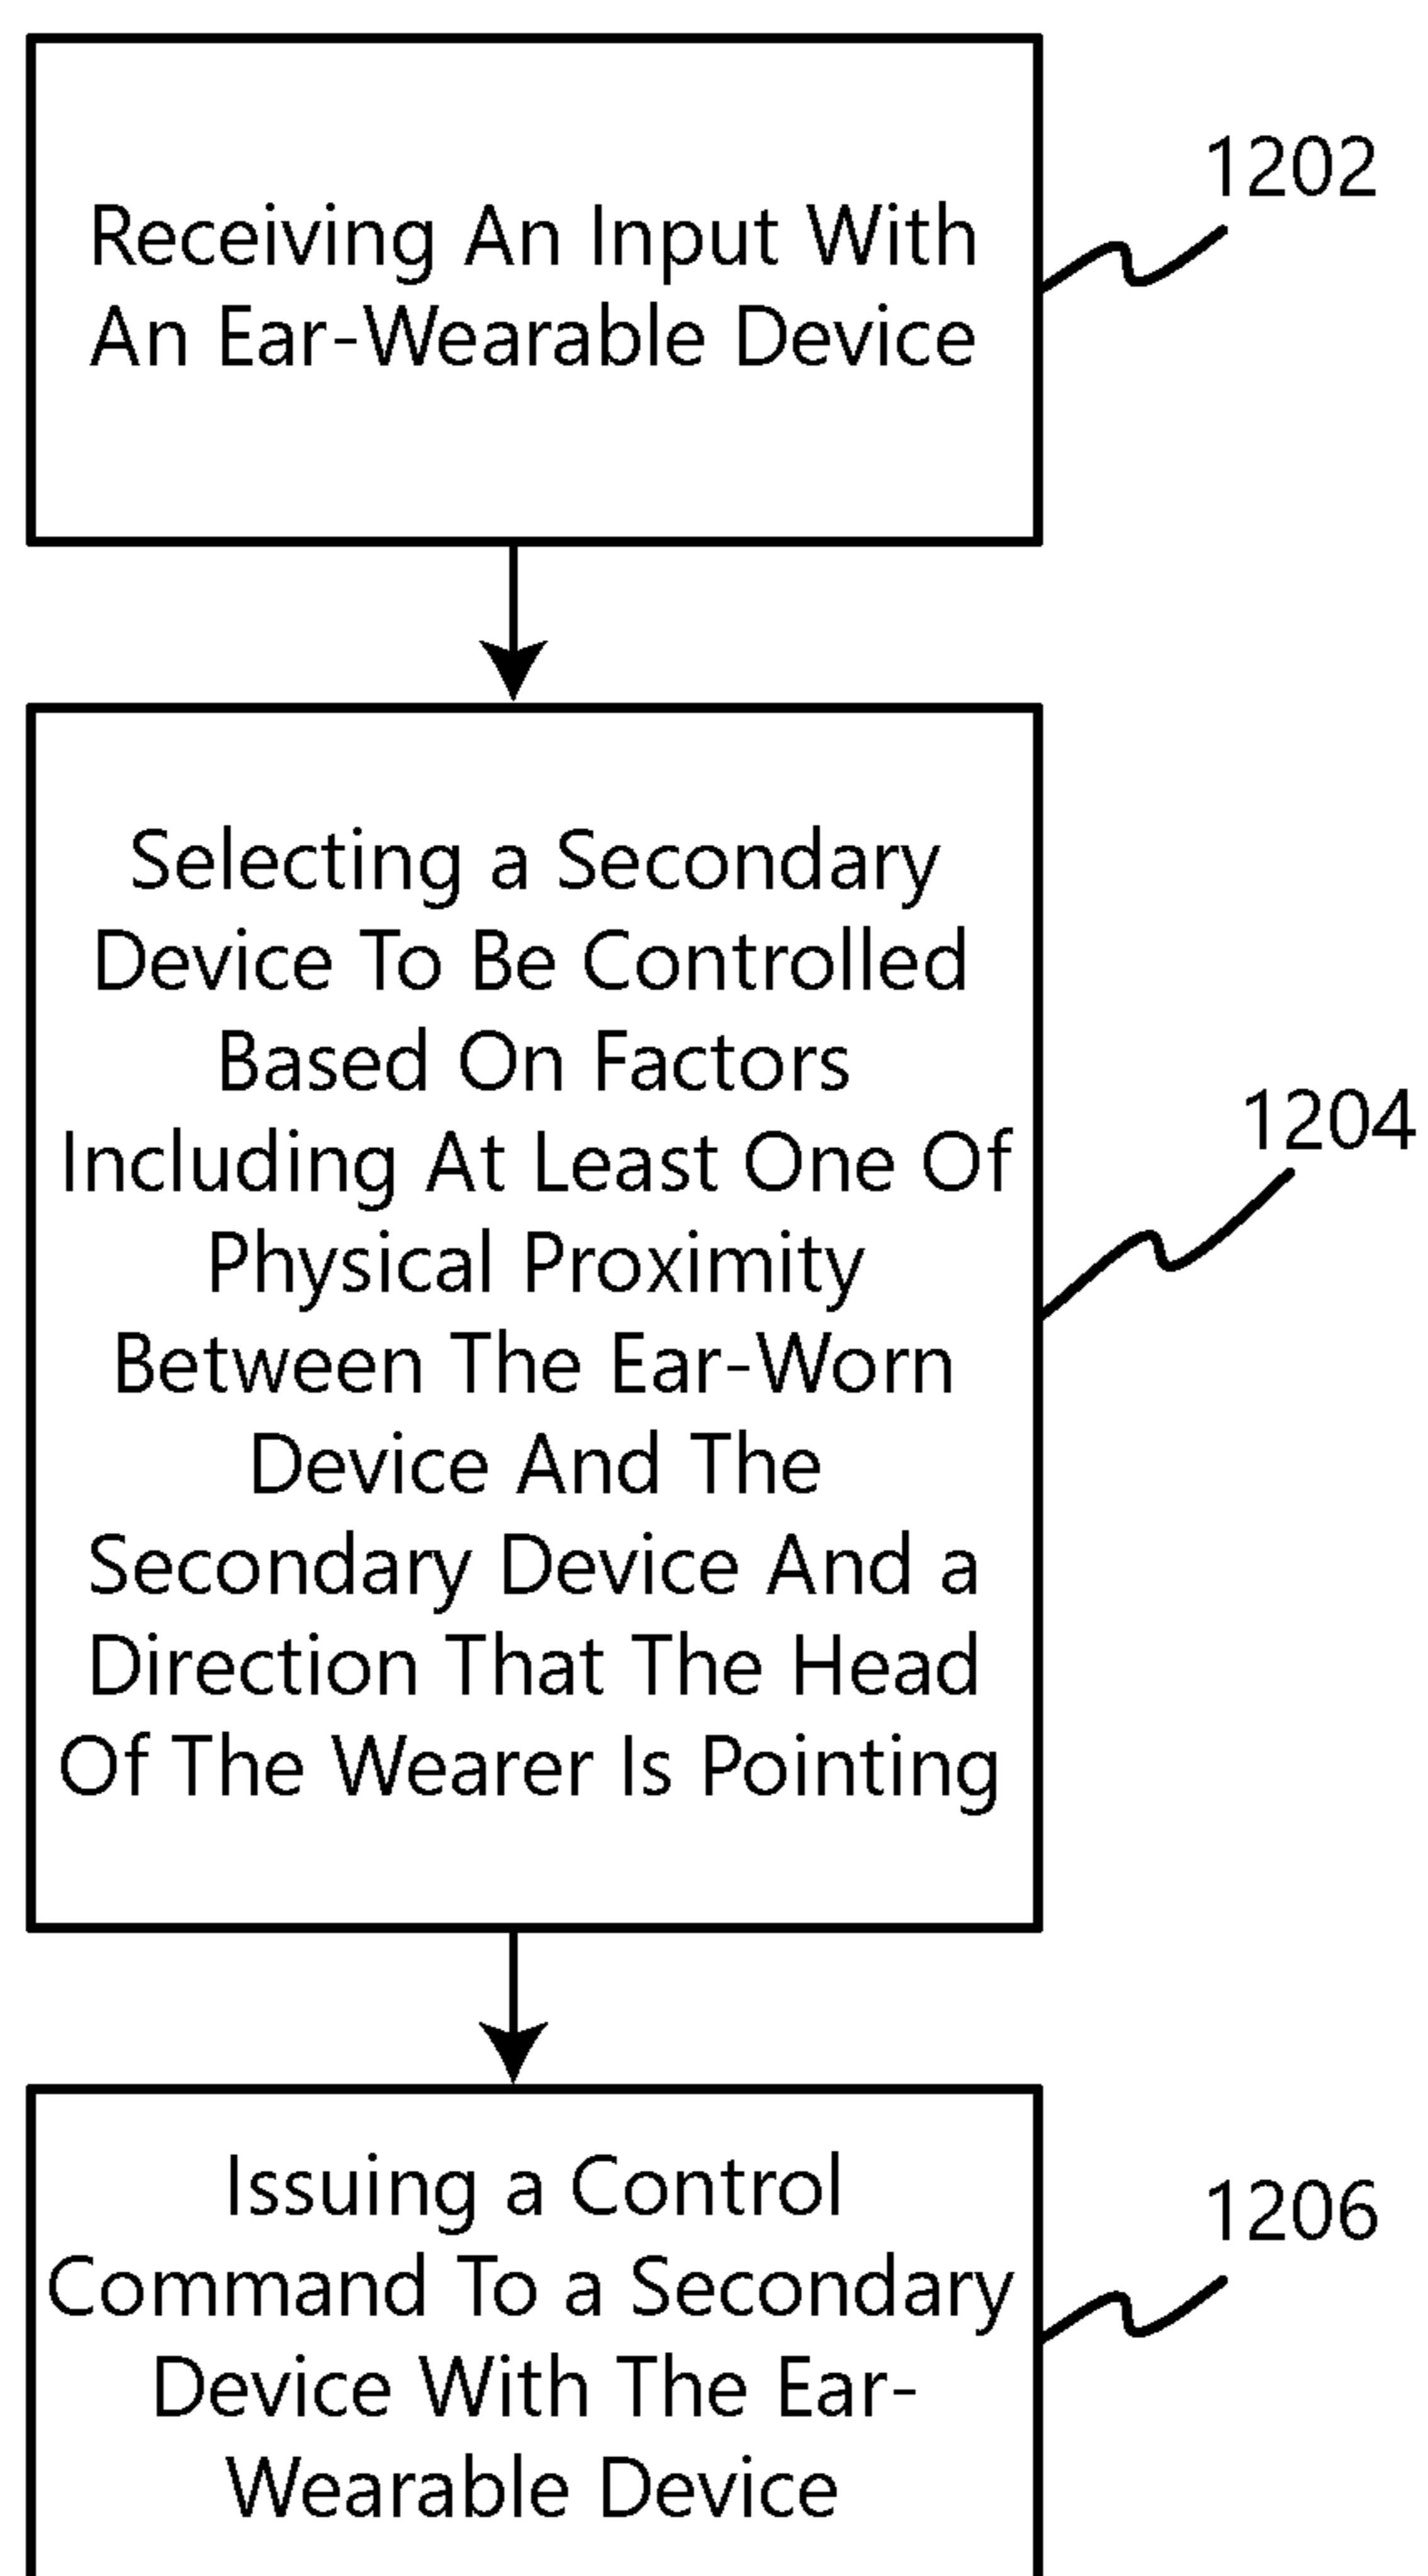 Receiving An Input With
An Ear-Wearable Device
1202
Selecting a Secondary
Device To Be Controlled
Based On Factors
Including At Least One Of
Physical Proximity
Between The Ear-Worn
Device And The
Secondary Device And a
Direction That The Head
Of The Wearer Is Pointing
1204
Issuing a Control
Command To a Secondary
Device With The Ear-
Wearable Device
1206